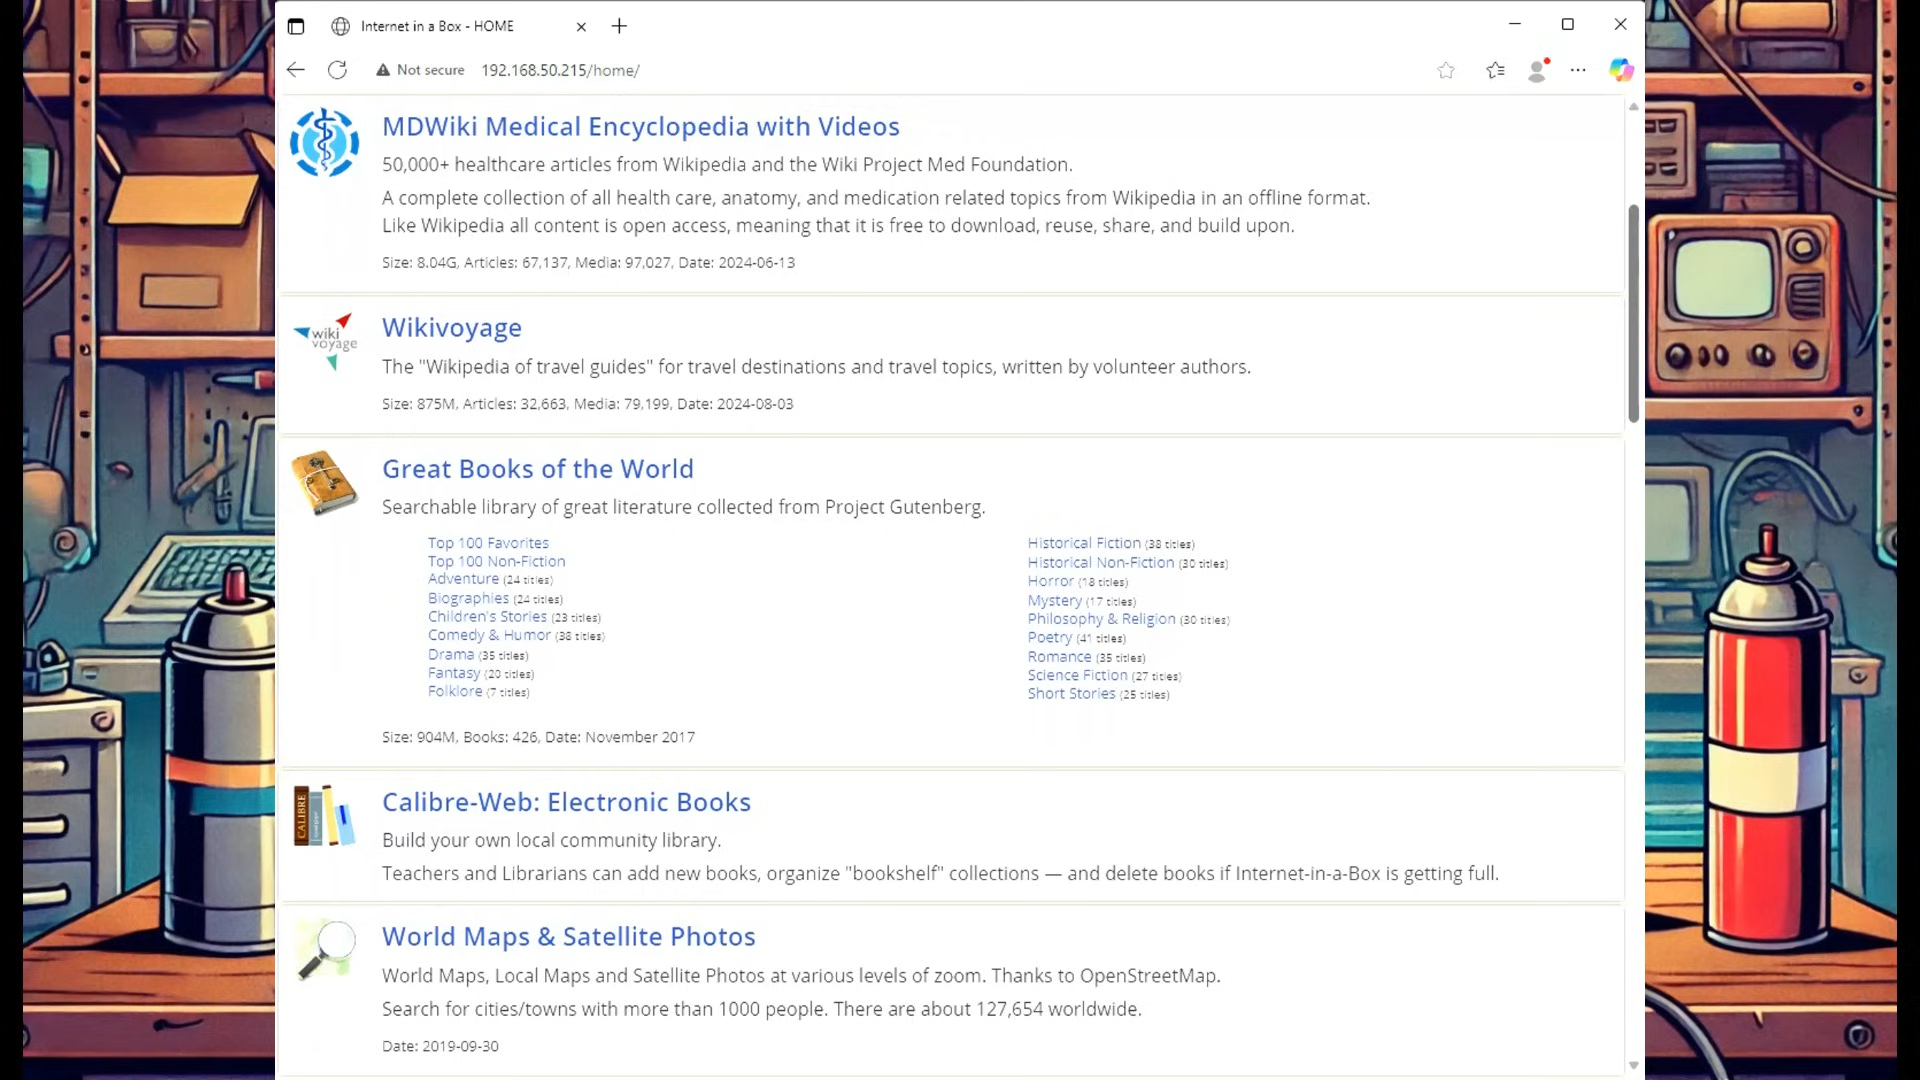 Internet in a Box - HOME
Not secure 192.168.50.215/home/
MDWiki Medical Encyclopedia with Videos
50,000+ healthcare articles from Wikipedia and the Wiki Project Med Foundation.
A complete collection of all health care, anatomy, and medication related topics from Wikipedia in an offline format.
Like Wikipedia all content is open access, meaning that it is free to download, reuse, share, and build upon.
Size: 8.04G, Articles: 67,137, Media: 97,027, Date: 2024-06-13
wiki
voyage
Wikivoyage
The "Wikipedia of travel guides" for travel destinations and travel topics, written by volunteer authors.
Size: 875M, Articles: 32,663, Media: 79,199, Date: 2024-08-03
Great Books of the World
Searchable library of great literature collected from Project Gutenberg.
Top 100 Favorites
Top 100 Non-Fiction
Adventure (24 titles)
Biographies (24 titles)
Children's Stories (23 titles)
Comedy & Humor (38 titles)
Drama (35 titles)
Fantasy (20 titles)
Folklore (7 titles)
Historical Fiction (38 titles)
Historical Non-Fiction (30 titles)
Horror (18 titles)
Mystery (17 titles)
Philosophy & Religion (30 titles)
Poetry (41 titles)
Romance (35 titles)
Science Fiction (27 titles)
Short Stories (25 titles)
Size: 904M, Books: 426, Date: November 2017
CALIBRE
Calibre-Web: Electronic Books
Build your own local community library.
Teachers and Librarians can add new books, organize "bookshelf" collections — and delete books if Internet-in-a-Box is getting full.
World Maps & Satellite Photos
World Maps, Local Maps and Satellite Photos at various levels of zoom. Thanks to OpenStreetMap.
Search for cities/towns with more than 1000 people. There are about 127,654 worldwide.
Date: 2019-09-30